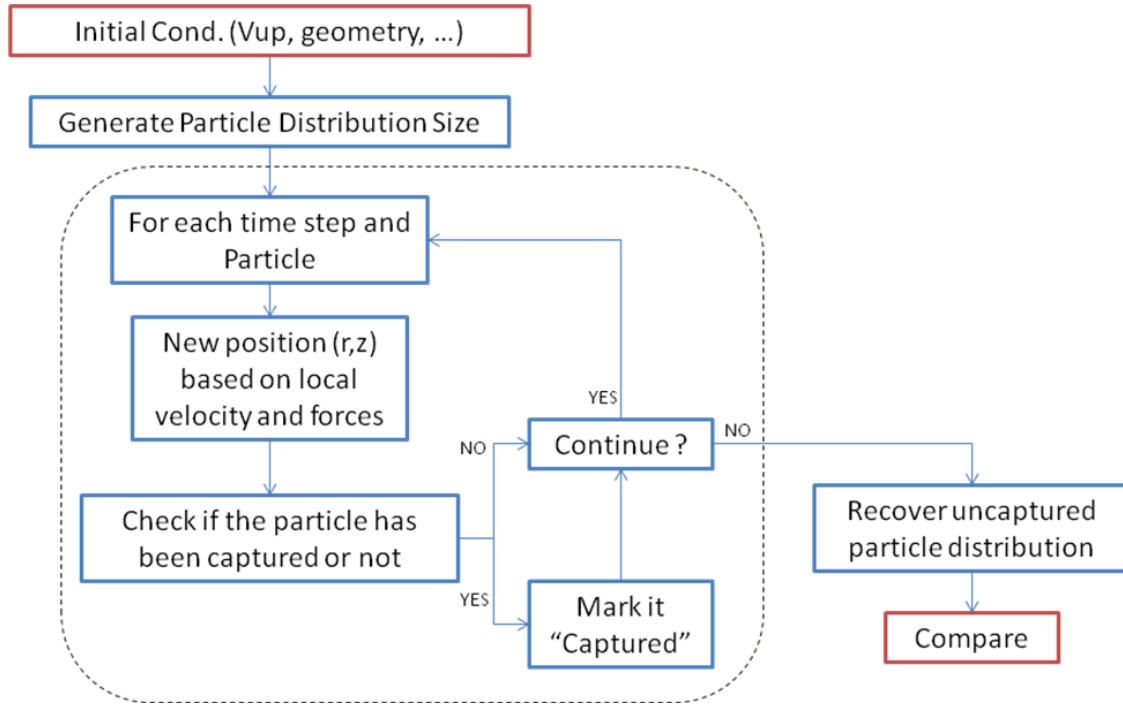 Initial Cond. (Vup, geometry, ...)
Generate Particle Distribution Size
For each time step and
Particle
New position (r,z)
based on local
velocity and forces
Check if the particle has
been captured or not
NO
YES
Mark it
“Captured”
Continue ?
YES
NO
Recover uncaptured
particle distribution
Compare